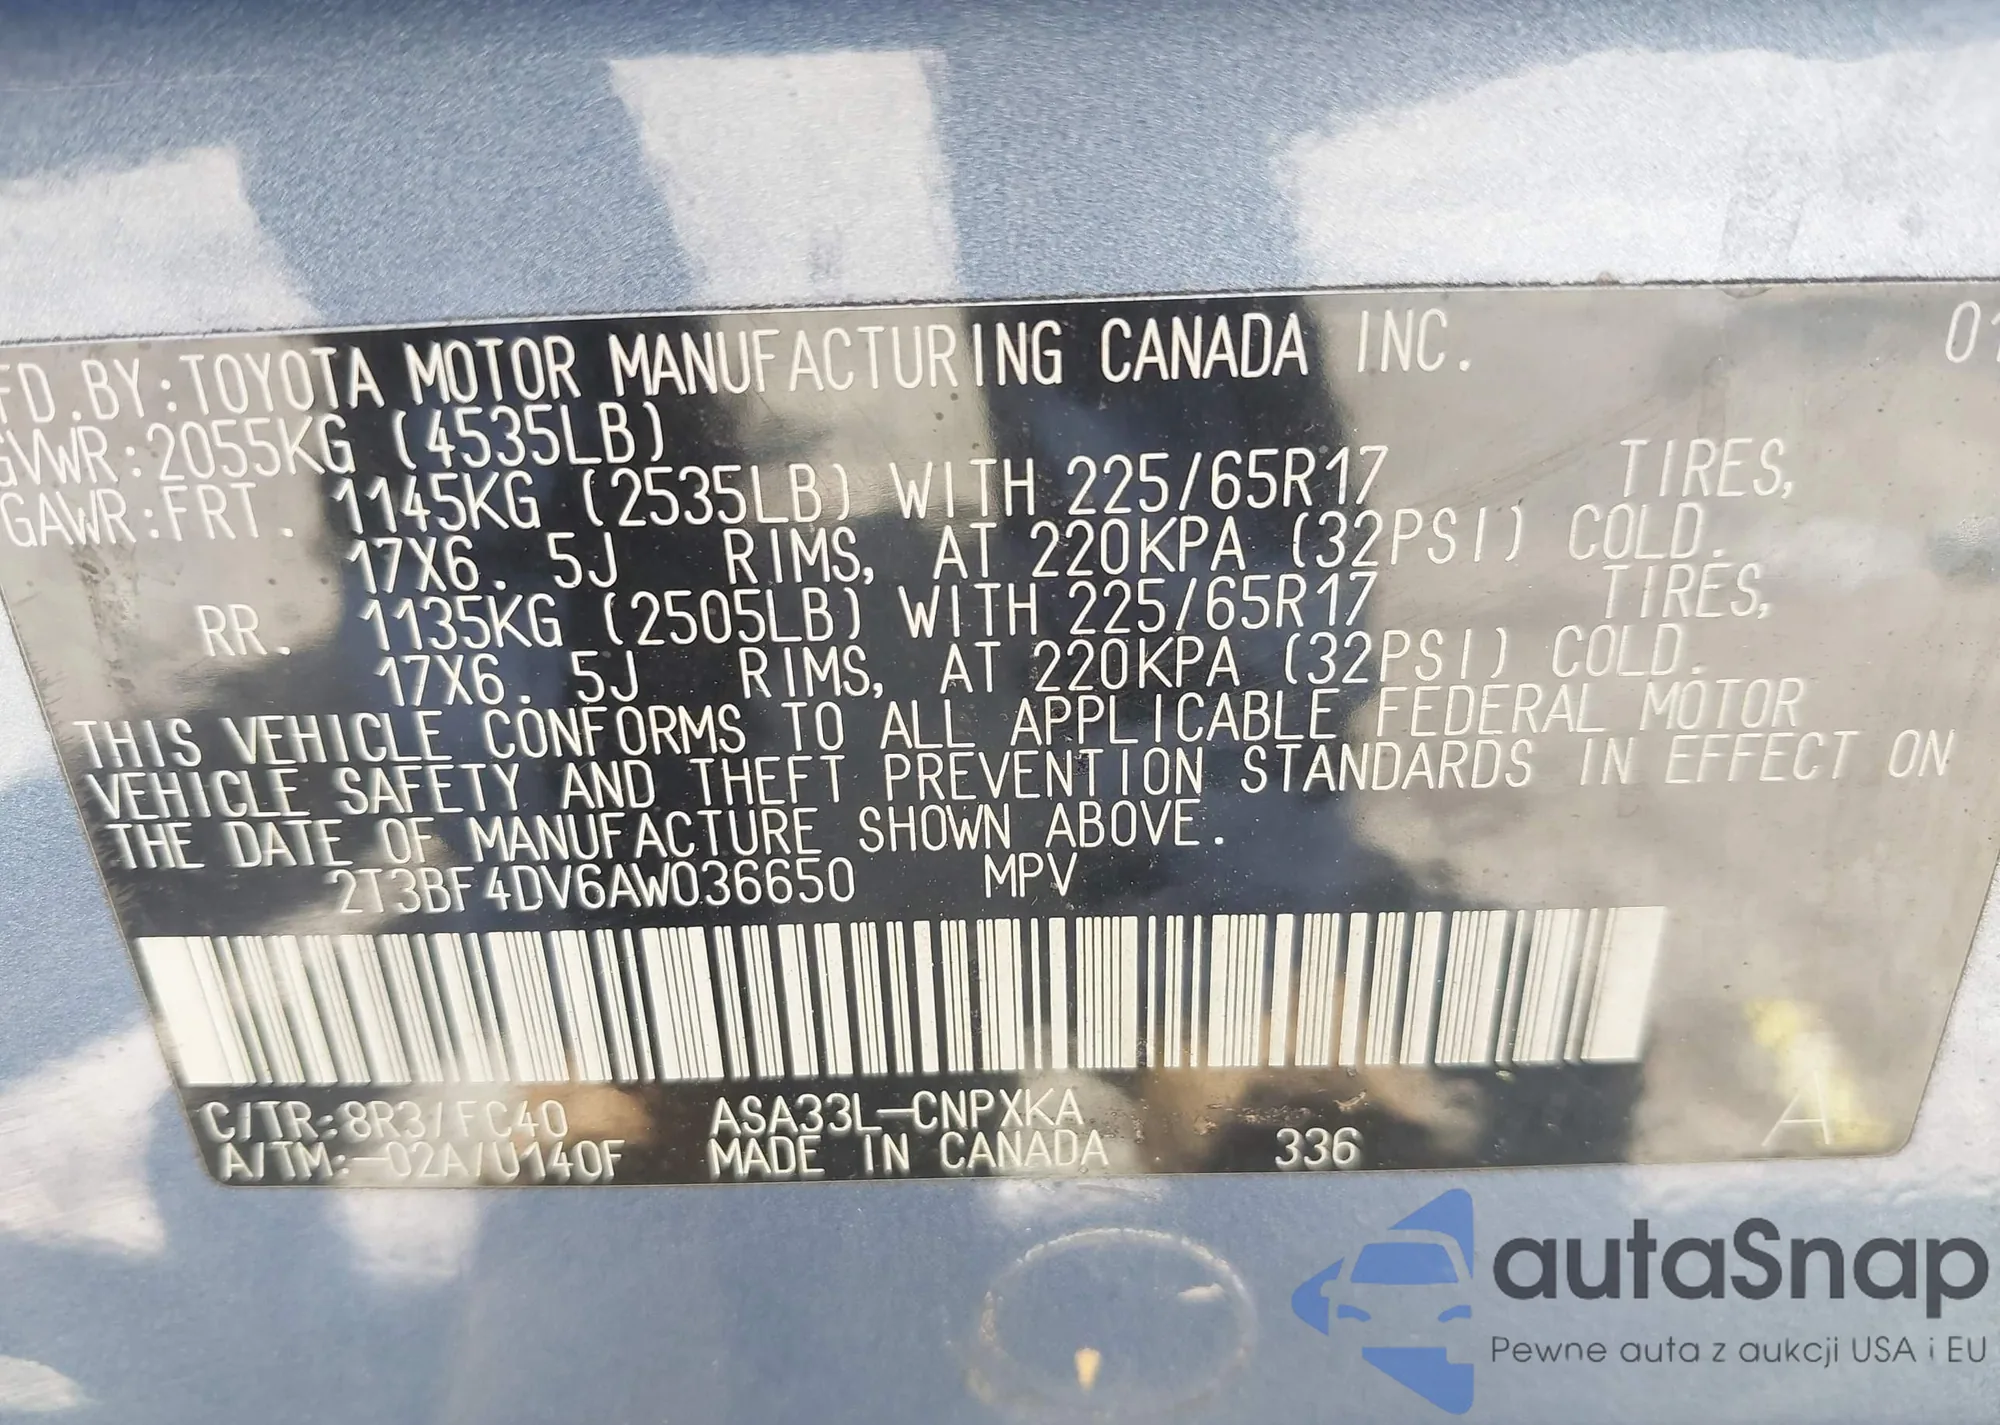 FD.BY:TOYOTA MOTOR MANUFACTURING CANADA INC. 01
GVWR:2055KG (4535LB)
GAWR:FRT. 1145KG (2535LB) WITH 225/65R17 TIRES,
17X6.5J RIMS, AT 220KPA (32PSI) COLD.
RR. 1135KG (2505LB) WITH 225/65R17 TIRES,
17X6.5J RIMS, AT 220KPA (32PSI) COLD.
THIS VEHICLE CONFORMS TO ALL APPLICABLE FEDERAL MOTOR
VEHICLE SAFETY AND THEFT PREVENTION STANDARDS IN EFFECT ON
THE DATE OF MANUFACTURE SHOWN ABOVE.
2T3BF4DV6AW036650 MPV
C/TR:8R3/FC40 ASA33L-CNPXKA
A/TM:-02A/U140F MADE IN CANADA 336 A
autaSnap
Pewne auta z aukcji USA i EU